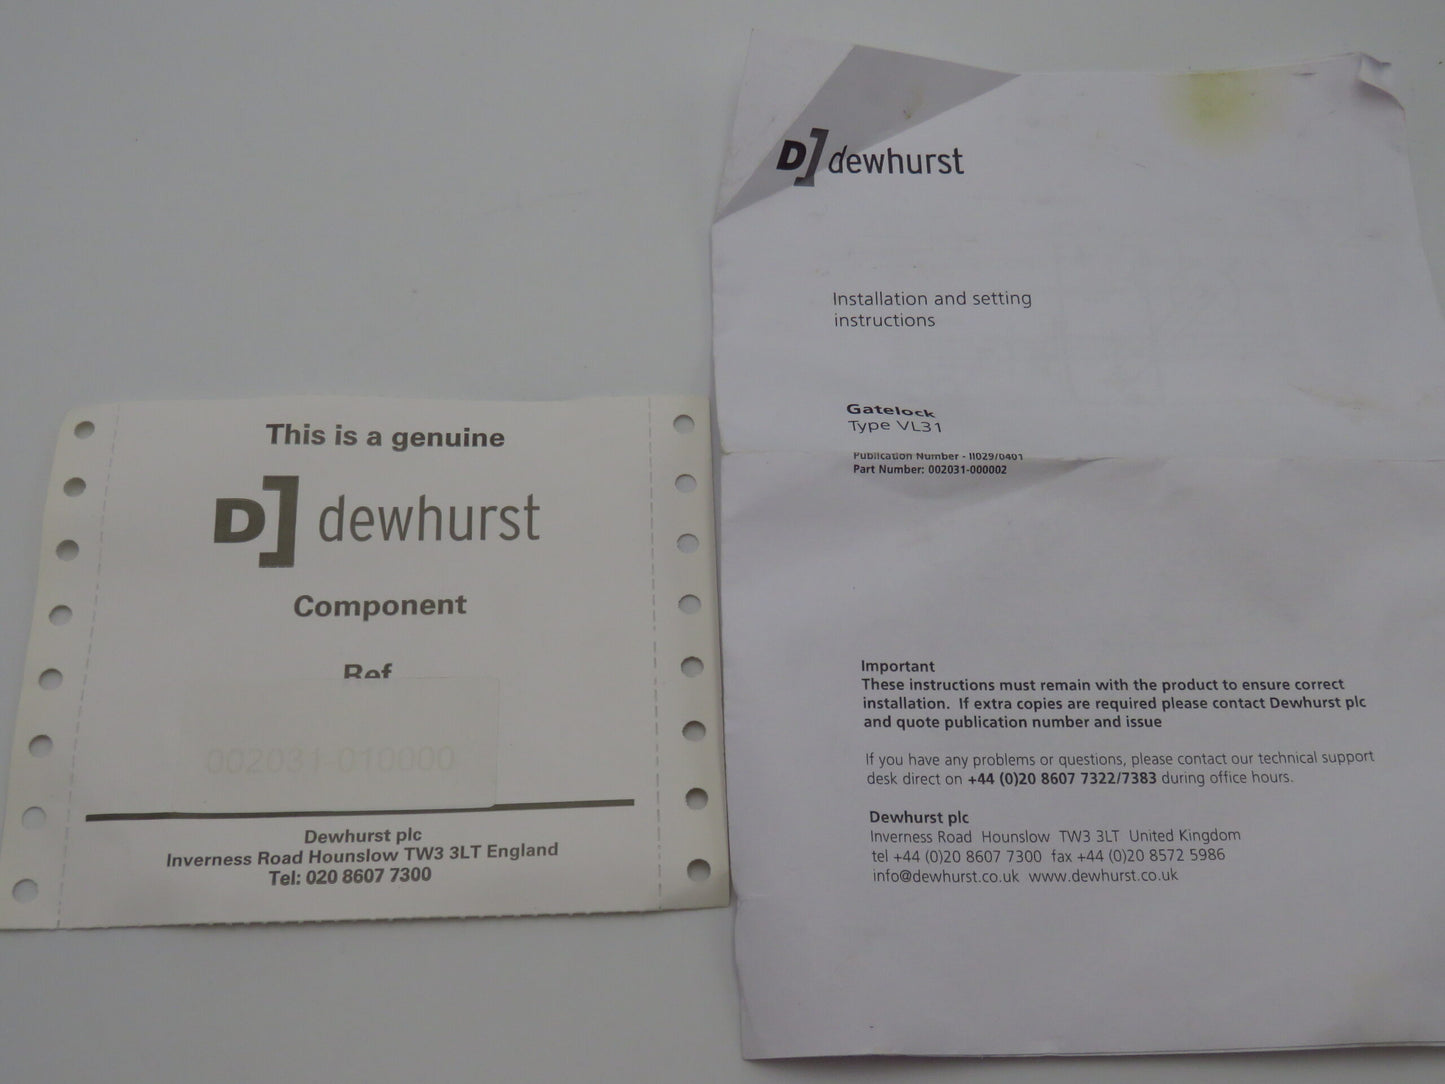 This is a genuine
D] dewhurst
Component
Ref
002031-010000
Dewhurst plc
Inverness Road Hounslow TW3 3LT England
Tel: 020 8607 7300
D] dewhurst
Installation and setting
instructions
Gatelock
Type VL31
Publication Number - II029/0401
Part Number: 002031-000002
Important
These instructions must remain with the product to ensure correct
installation. If extra copies are required please contact Dewhurst plc
and quote publication number and issue
If you have any problems or questions, please contact our technical support
desk direct on +44 (0)20 8607 7322/7383 during office hours.
Dewhurst plc
Inverness Road Hounslow TW3 3LT United Kingdom
tel +44 (0)20 8607 7300 fax +44 (0)20 8572 5986
info@dewhurst.co.uk www.dewhurst.co.uk